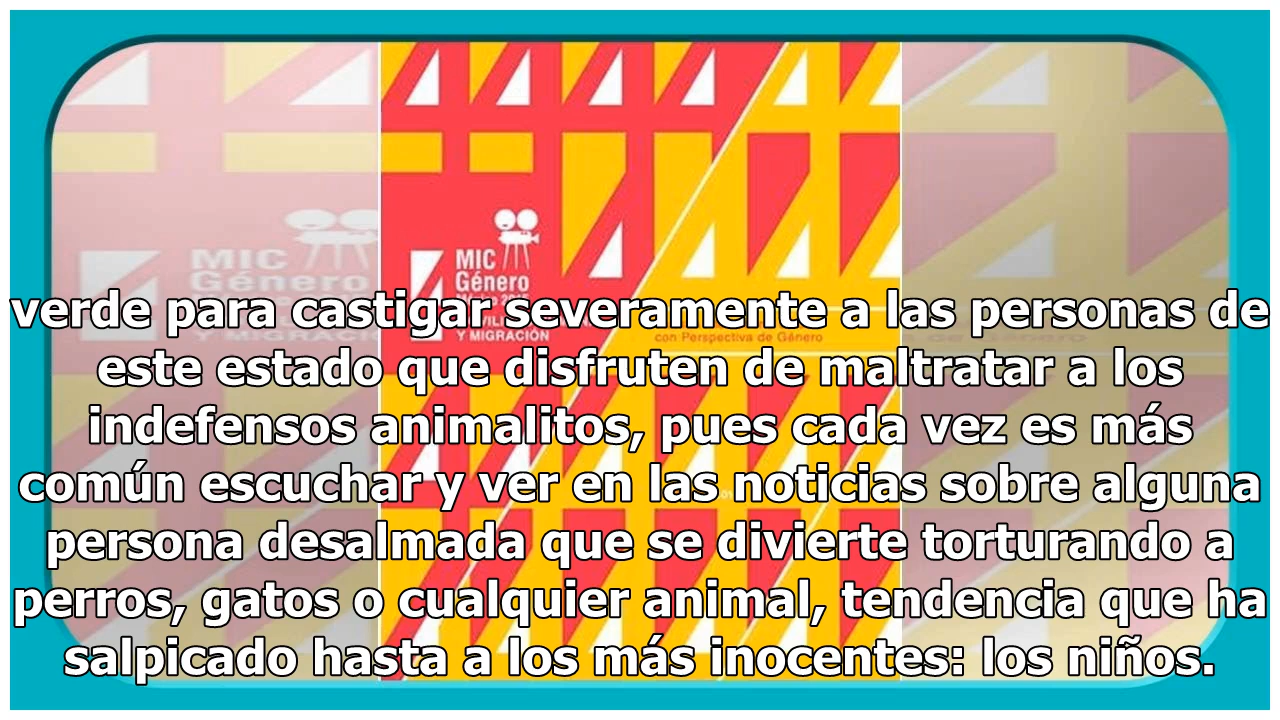 MIC
Género
MIC
Género
Y MIGRACIÓN
con Perspectiva de Género
verde para castigar severamente a las personas de
este estado que disfruten de maltratar a los
indefensos animalitos, pues cada vez es más
común escuchar y ver en las noticias sobre alguna
persona desalmada que se divierte torturando a
perros, gatos o cualquier animal, tendencia que ha
salpicado hasta a los más inocentes: los niños.